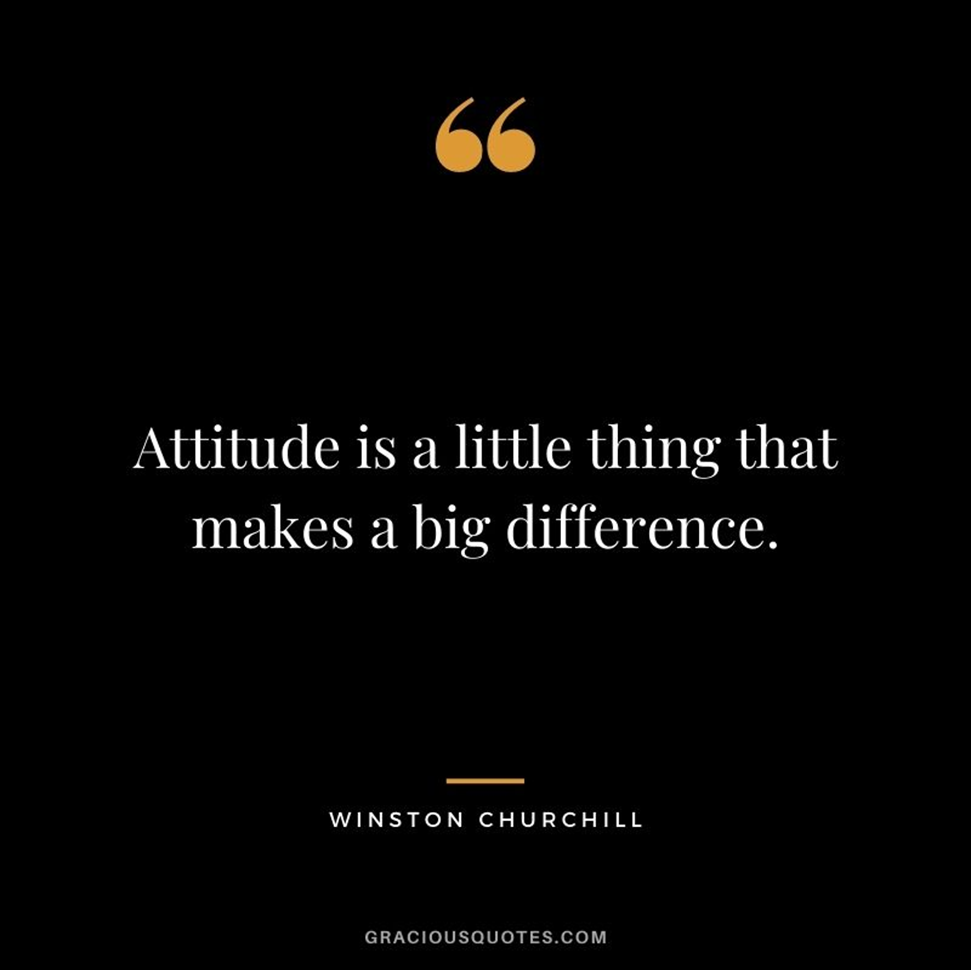 “
Attitude is a little thing that
makes a big difference.
WINSTON CHURCHILL
GRACIOUSQUOTES.COM